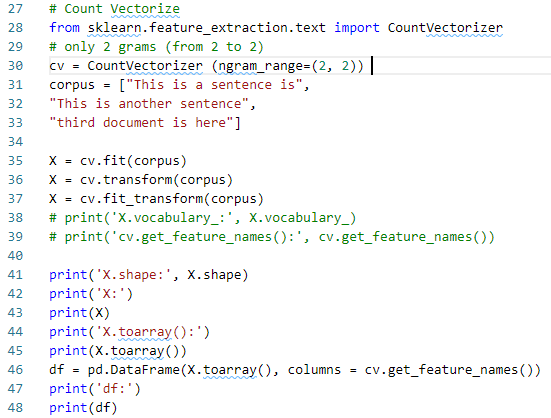 27 # Count Vectorize
28 from sklearn.feature_extraction.text import CountVectorizer
29 # only 2 grams (from 2 to 2)
30 cv = CountVectorizer (ngram_range=(2, 2))
31 corpus = ["This is a sentence is",
32 "This is another sentence",
33 "third document is here"]
34
35 X = cv.fit(corpus)
36 X = cv.transform(corpus)
37 X = cv.fit_transform(corpus)
38 # print('X.vocabulary_:', X.vocabulary_)
39 # print('cv.get_feature_names():', cv.get_feature_names())
40
41 print('X.shape:', X.shape)
42 print('X:')
43 print(X)
44 print('X.toarray():')
45 print(X.toarray())
46 df = pd.DataFrame(X.toarray(), columns = cv.get_feature_names())
47 print('df:')
48 print(df)